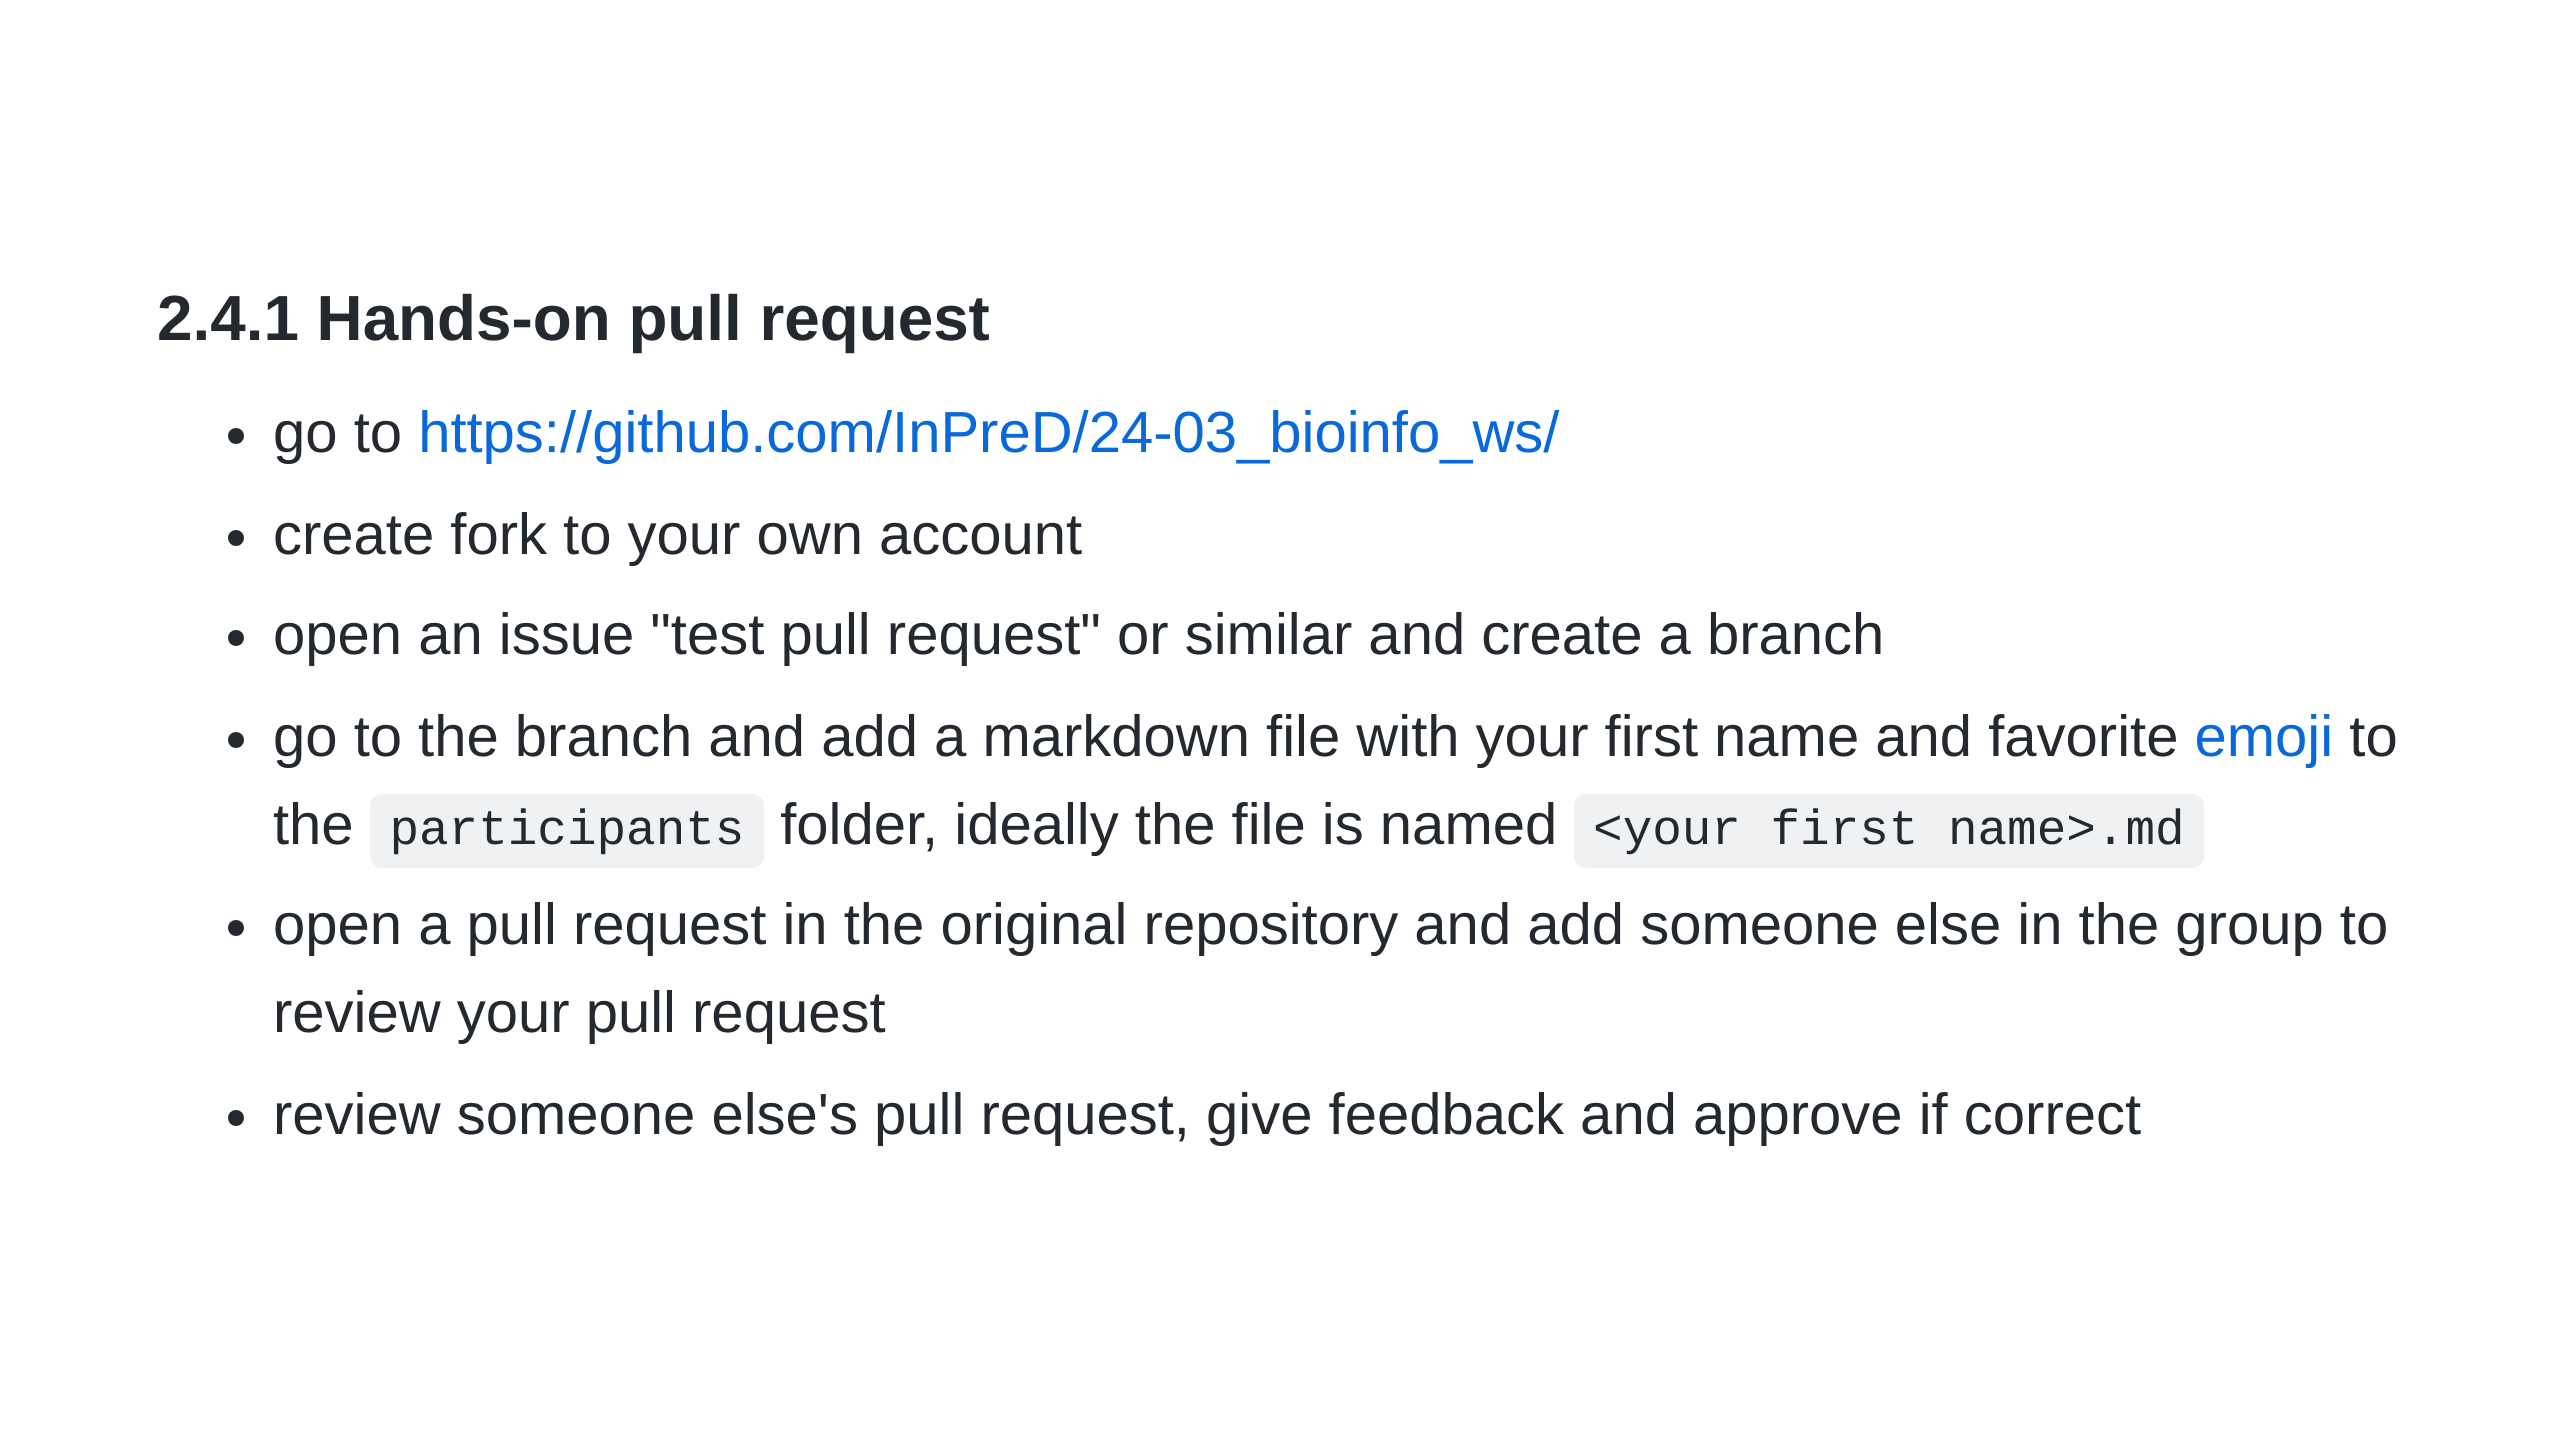 2.4.1 Hands-on pull request
• go to https://github.com/InPreD/24-03_bioinfo_ws/
• create fork to your own account
• open an issue "test pull request" or similar and create a branch
• go to the branch and add a markdown file with your first name and favorite emoji to
the participants folder, ideally the file is named <your first name>.md
• open a pull request in the original repository and add someone else in the group to
review your pull request
• review someone else's pull request, give feedback and approve if correct